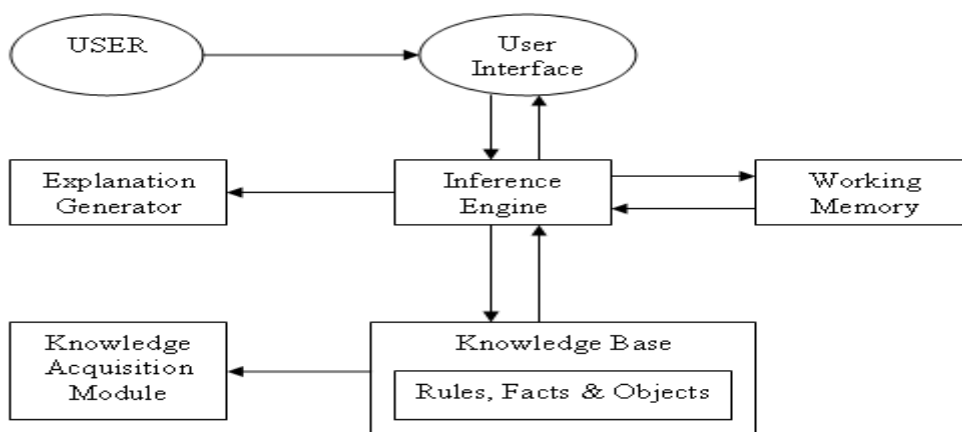 USER
User
Interface
Explanation
Generator
Inference
Engine
Working
Memory
Knowledge
Acquisition
Module
Knowledge Base
Rules, Facts & Objects